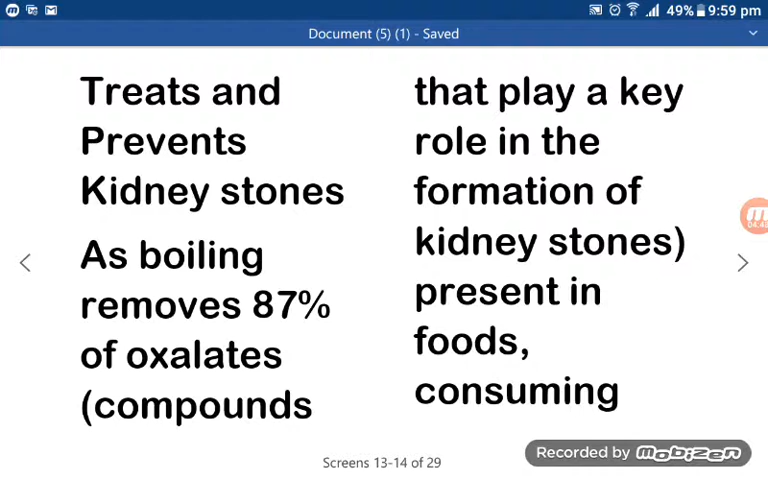 49% 9:59 pm
Document (5) (1) - Saved
Treats and
Prevents
Kidney stones
As boiling
removes 87%
of oxalates
(compounds
that play a key
role in the
formation of
kidney stones)
present in
foods,
consuming
Screens 13-14 of 29
Recorded by mobizen